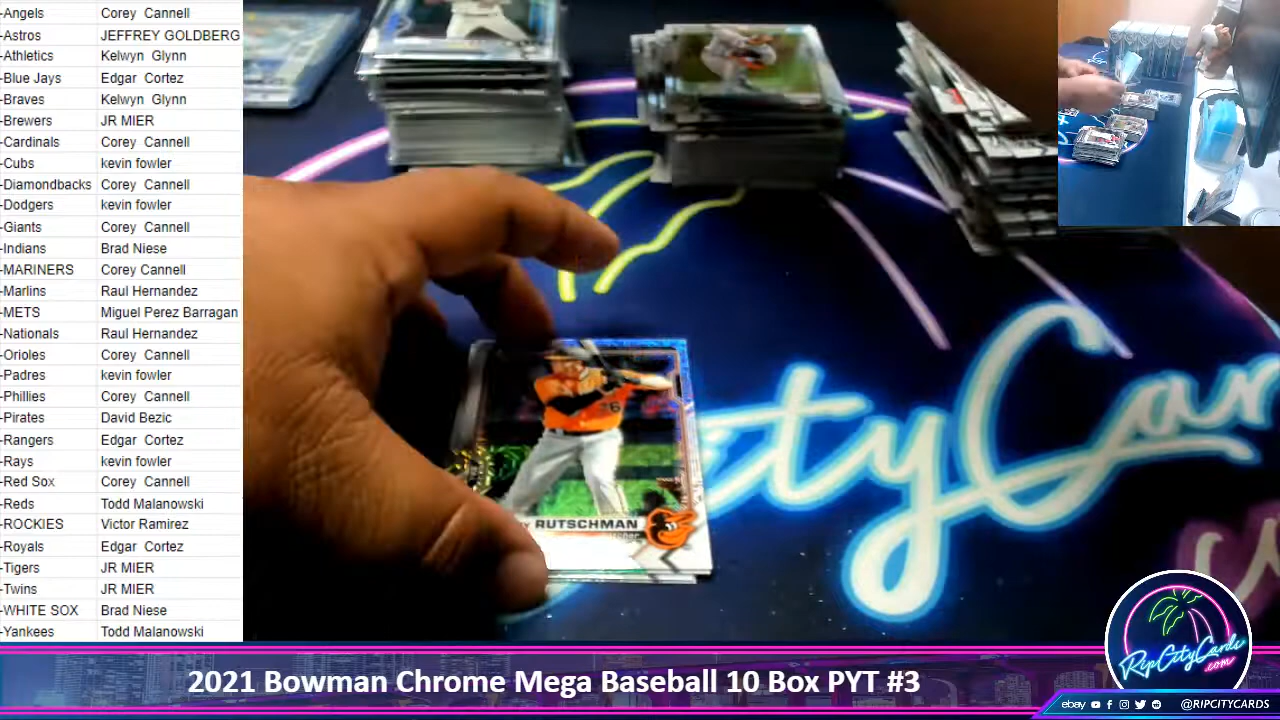 -Angels Corey Cannell
-Astros JEFFREY GOLDBERG
-Athletics Kelwyn Glynn
-Blue Jays Edgar Cortez
-Braves Kelwyn Glynn
-Brewers JR MIER
-Cardinals Corey Cannell
-Cubs kevin fowler
-Diamondbacks Corey Cannell
-Dodgers kevin fowler
-Giants Corey Cannell
-Indians Brad Niese
-MARINERS Corey Cannell
-Marlins Raul Hernandez
-METS Miguel Perez Barragan
-Nationals Raul Hernandez
-Orioles Corey Cannell
-Padres kevin fowler
-Phillies Corey Cannell
-Pirates David Bezic
-Rangers Edgar Cortez
-Rays kevin fowler
-Red Sox Corey Cannell
-Reds Todd Malanowski
-ROCKIES Victor Ramirez
-Royals Edgar Cortez
-Tigers JR MIER
-Twins JR MIER
-WHITE SOX Brad Niese
-Yankees Todd Malanowski
76
RUTSCHMAN
ityCar
RipCityCards
.com
2021 Bowman Chrome Mega Baseball 10 Box PYT #3
ebay @RIPCITYCARDS